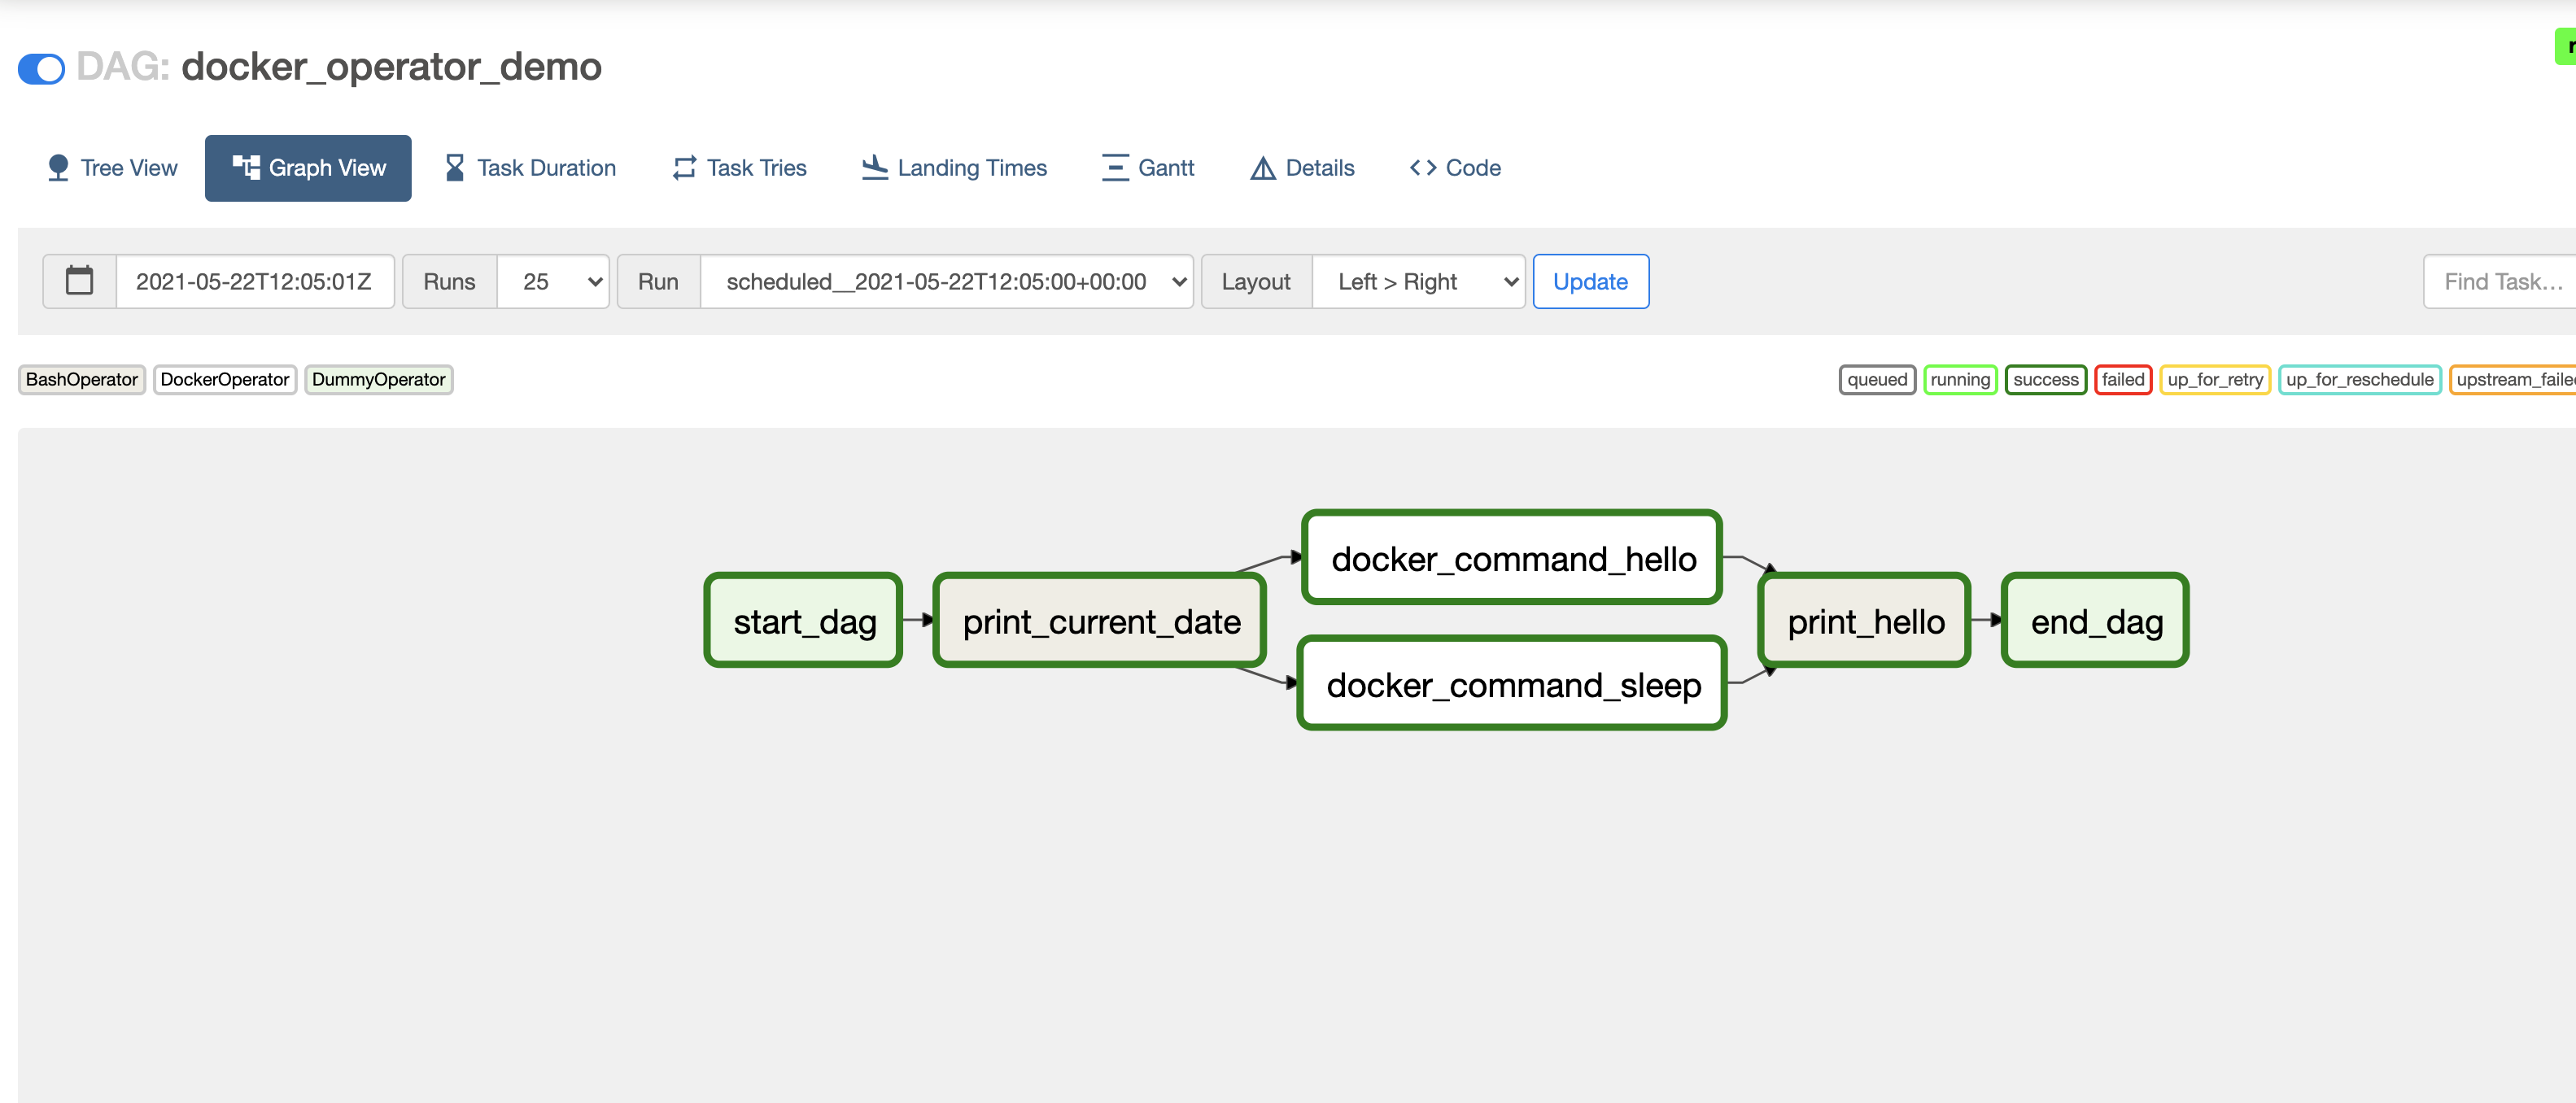 DAG: docker_operator_demo
Tree View Graph View Task Duration Task Tries Landing Times Gantt Details Code
2021-05-22T12:05:01Z Runs 25 Run scheduled__2021-05-22T12:05:00+00:00 Layout Left > Right Update Find Task...
BashOperator DockerOperator DummyOperator queued running success failed up_for_retry up_for_reschedule upstream_faile
docker_command_hello
start_dag print_current_date print_hello end_dag
docker_command_sleep